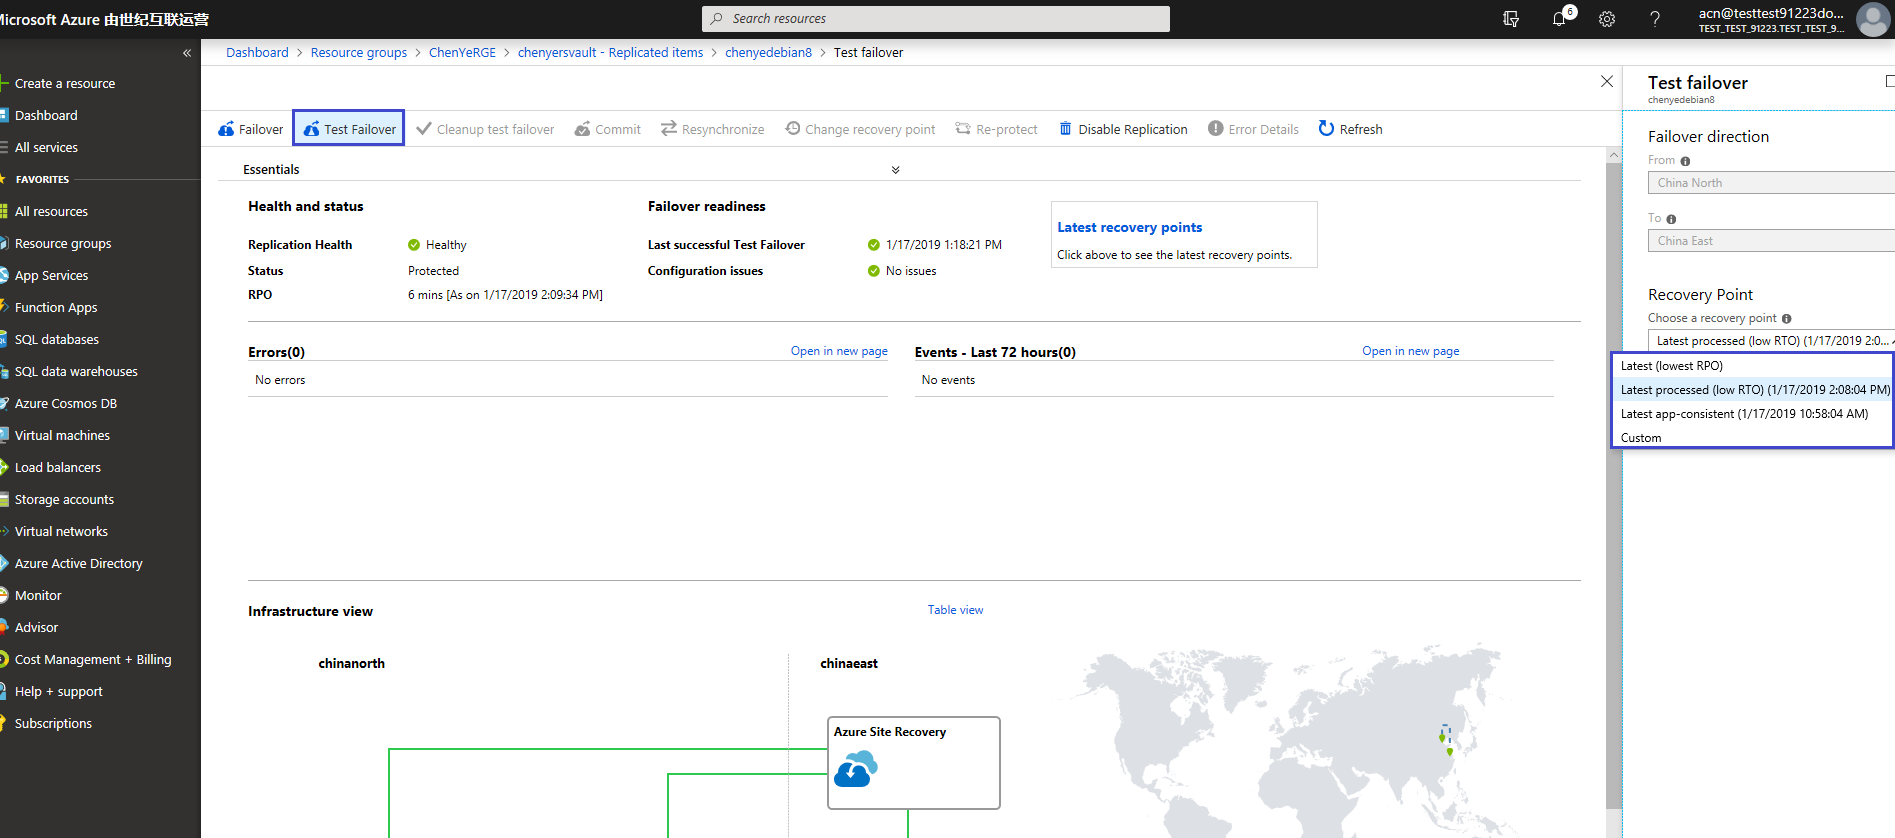 Microsoft Azure 由世纪互联运营
Search resources
6
acn@testtest91223do...
TEST_TEST_91223.TEST_TEST_9...
Create a resource
Dashboard
All services
FAVORITES
All resources
Resource groups
App Services
Function Apps
SQL databases
SQL data warehouses
Azure Cosmos DB
Virtual machines
Load balancers
Storage accounts
Virtual networks
Azure Active Directory
Monitor
Advisor
Cost Management + Billing
Help + support
Subscriptions
Dashboard > Resource groups > ChenYeRGE > chenyersvault - Replicated items > chenyedebian8 > Test failover
Failover Test Failover Cleanup test failover Commit Resynchronize Change recovery point Re-protect Disable Replication Error Details Refresh
Essentials
Health and status
Replication Health Healthy
Status Protected
RPO 6 mins [As on 1/17/2019 2:09:34 PM]
Failover readiness
Last successful Test Failover 1/17/2019 1:18:21 PM
Configuration issues No issues
Latest recovery points
Click above to see the latest recovery points.
Errors(0) Open in new page
No errors
Events - Last 72 hours(0) Open in new page
No events
Infrastructure view Table view
chinanorth
chinaeast
Azure Site Recovery
Test failover
chenyedebian8
Failover direction
From
China North
To
China East
Recovery Point
Choose a recovery point
Latest processed (low RTO) (1/17/2019 2:0...
Latest (lowest RPO)
Latest processed (low RTO) (1/17/2019 2:08:04 PM)
Latest app-consistent (1/17/2019 10:58:04 AM)
Custom